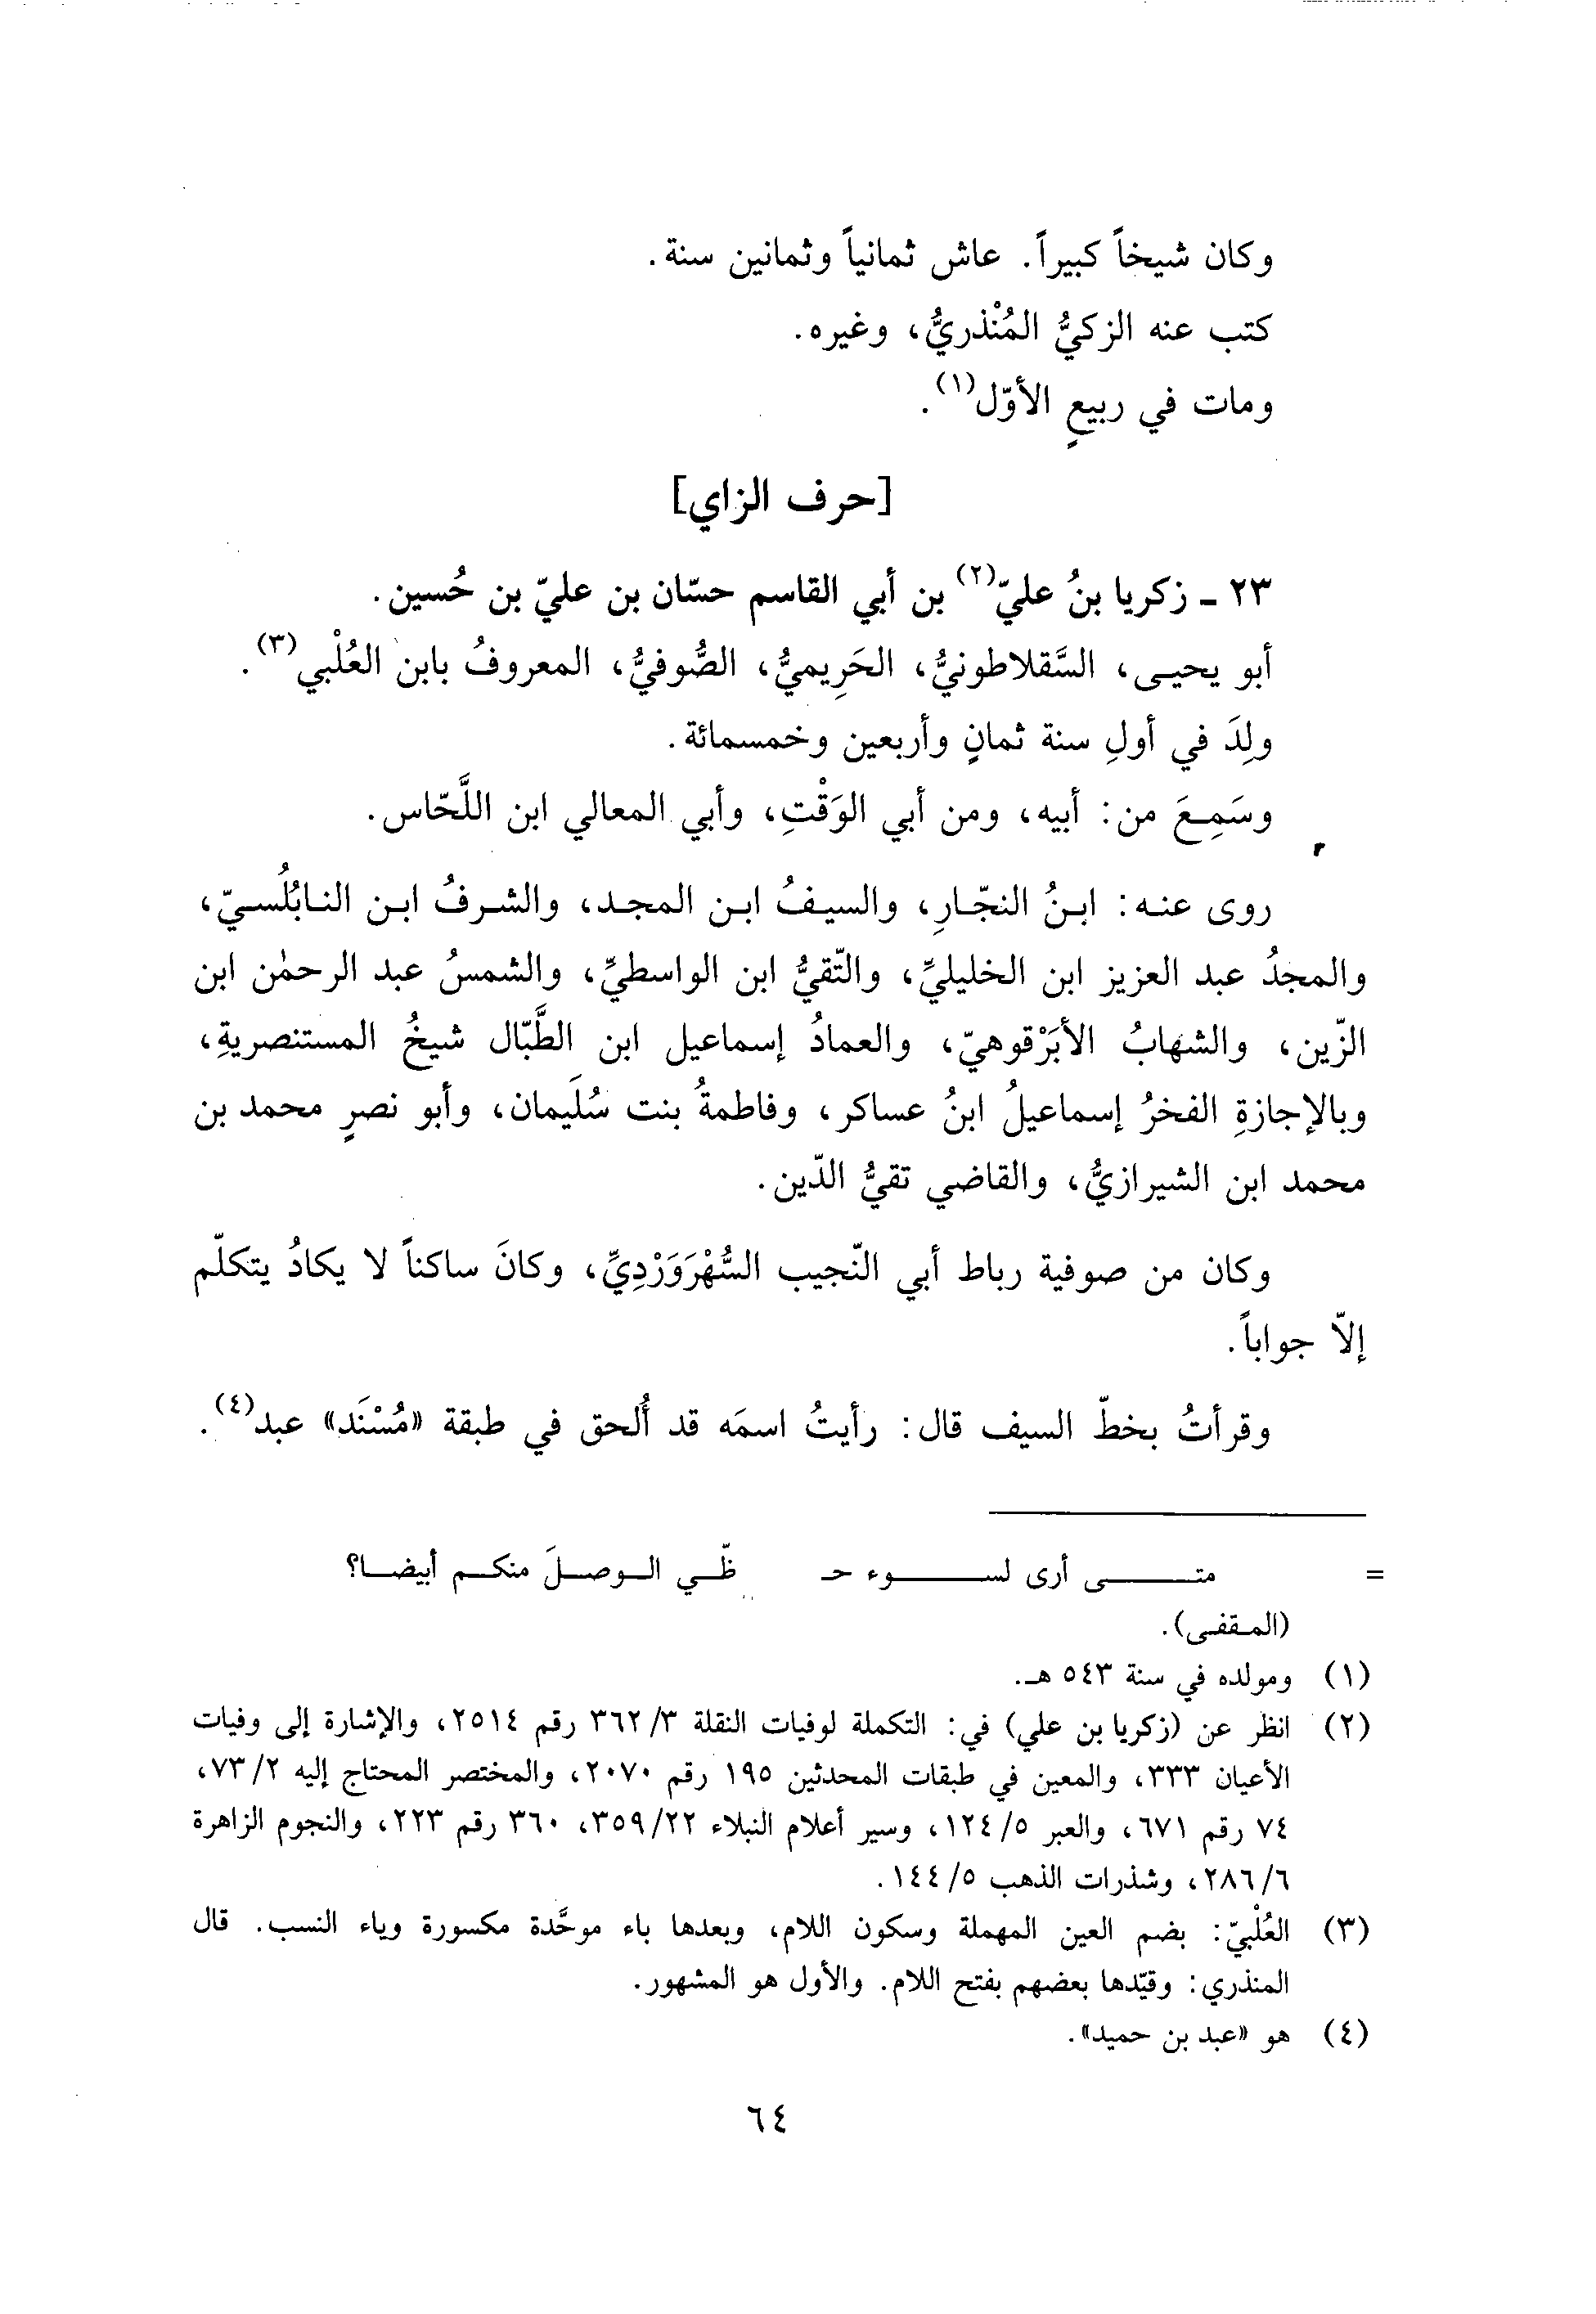 وكان شيخاً كبيراً. عاش ثمانياً وثمانين سنة.
كتب عنه الزكيُّ المُنْذريُّ، وغيره.
ومات في ربيعٍ الأوّل(١).
[حرف الزاي]
٢٣ - زكريا بنُ عليّ(٢) بن أبي القاسم حسّان بن عليّ بن حُسين.
أبو يحيى، السَّقلاطونيُّ، الحَرِيميُّ، الصُّوفيُّ، المعروفُ بابن العُلْبي(٣).
ولِدَ في أولِ سنة ثمانٍ وأربعين وخمسمائة.
وسَمِعَ من: أبيه، ومن أبي الوَقْتِ، وأبي المعالي ابن اللَّحّاس.
روى عنه: ابنُ النجّارِ، والسيفُ ابن المجد، والشرفُ ابن النابُلُسيّ،
والمجدُ عبد العزيز ابن الخليليِّ، والتّقيُّ ابن الواسطيِّ، والشمسُ عبد الرحمٰن ابن
الزّين، والشهابُ الأبَرْقوهيّ، والعمادُ إسماعيل ابن الطَّبّال شيخُ المستنصريةِ،
وبالإجازةِ الفخرُ إسماعيلُ ابنُ عساكر، وفاطمةُ بنت سُلَيمان، وأبو نصرٍ محمد بن
محمد ابن الشيرازيُّ، والقاضي تقيُّ الدّين.
وكان من صوفية رباط أبي النّجيب السُّهْرَوَرْدِيِّ، وكانَ ساكناً لا يكادُ يتكلّم
إلاّ جواباً.
وقرأتُ بخطّ السيف قال: رأيتُ اسمَه قد أُلحق في طبقة «مُسْنَد» عبد(٤).
= متـــى أرى لســـوء حـ ظّـي الـوصـلَ منكـم أبيضـا؟
(المقفى).
(١) ومولده في سنة ٥٤٣ هـ.
(٢) انظر عن (زكريا بن علي) في: التكملة لوفيات النقلة ٣/ ٣٦٢ رقم ٢٥١٤، والإشارة إلى وفيات
الأعيان ٣٣٣، والمعين في طبقات المحدثين ١٩٥ رقم ٢٠٧٠، والمختصر المحتاج إليه ٢/ ٧٣،
٧٤ رقم ٦٧١، والعبر ٥/ ١٢٤، وسير أعلام النبلاء ٢٢/ ٣٥٩، ٣٦٠ رقم ٢٢٣، والنجوم الزاهرة
٦/ ٢٨٦، وشذرات الذهب ٥/ ١٤٤.
(٣) العُلْبيّ: بضم العين المهملة وسكون اللام، وبعدها باء موحَّدة مكسورة وياء النسب. قال
المنذري: وقيّدها بعضهم بفتح اللام. والأول هو المشهور.
(٤) هو «عبد بن حميد».
٦٤